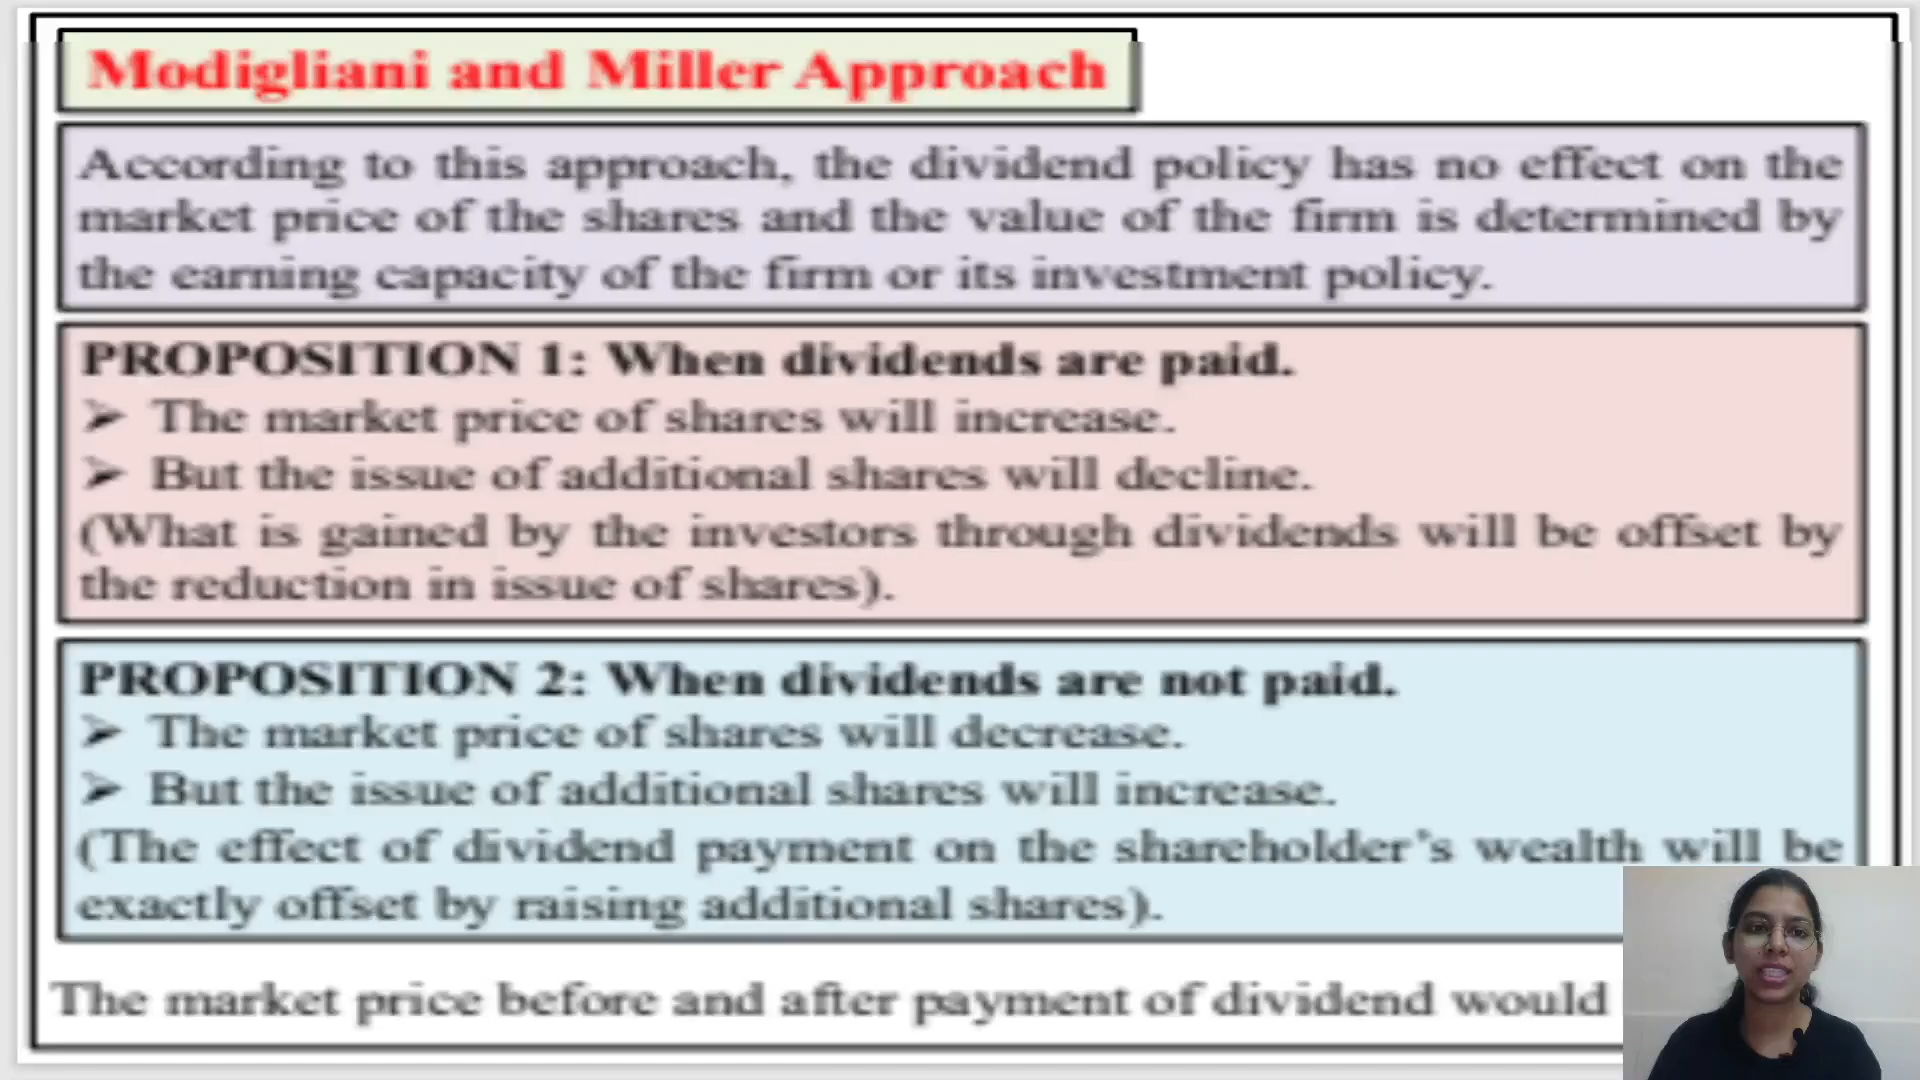 Modigliani and Miller Approach
According to this approach, the dividend policy has no effect on the
market price of the shares and the value of the firm is determined by
the earning capacity of the firm or its investment policy.
PROPOSITION 1: When dividends are paid.
➢ The market price of shares will increase.
➢ But the issue of additional shares will decline.
(What is gained by the investors through dividends will be offset by
the reduction in issue of shares).
PROPOSITION 2: When dividends are not paid.
➢ The market price of shares will decrease.
➢ But the issue of additional shares will increase.
(The effect of dividend payment on the shareholder’s wealth will be
exactly offset by raising additional shares).
The market price before and after payment of dividend would